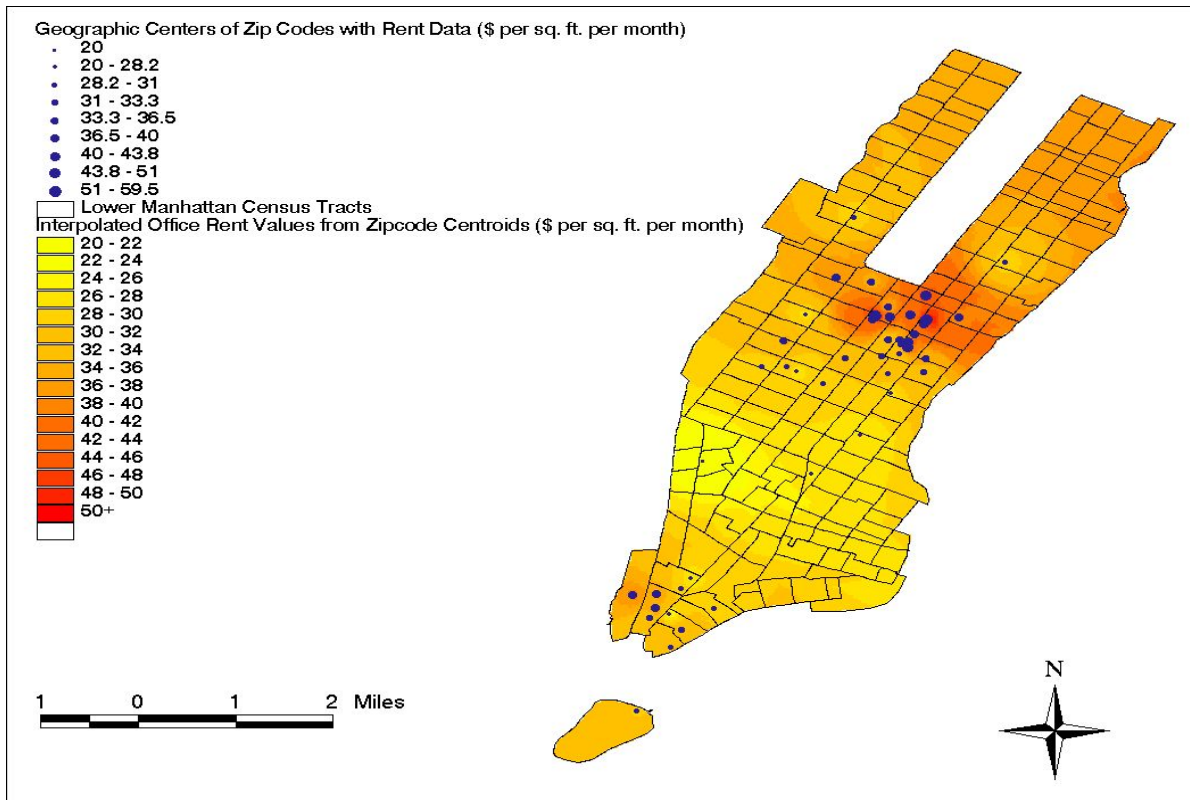 Geographic Centers of Zip Codes with Rent Data ($ per sq. ft. per month)
20
20 - 28.2
28.2 - 31
31 - 33.3
33.3 - 36.5
36.5 - 40
40 - 43.8
43.8 - 51
51 - 59.5
Lower Manhattan Census Tracts
Interpolated Office Rent Values from Zipcode Centroids ($ per sq. ft. per month)
20 - 22
22 - 24
24 - 26
26 - 28
28 - 30
30 - 32
32 - 34
34 - 36
36 - 38
38 - 40
40 - 42
42 - 44
44 - 46
46 - 48
48 - 50
50+
1 0 1 2 Miles
N